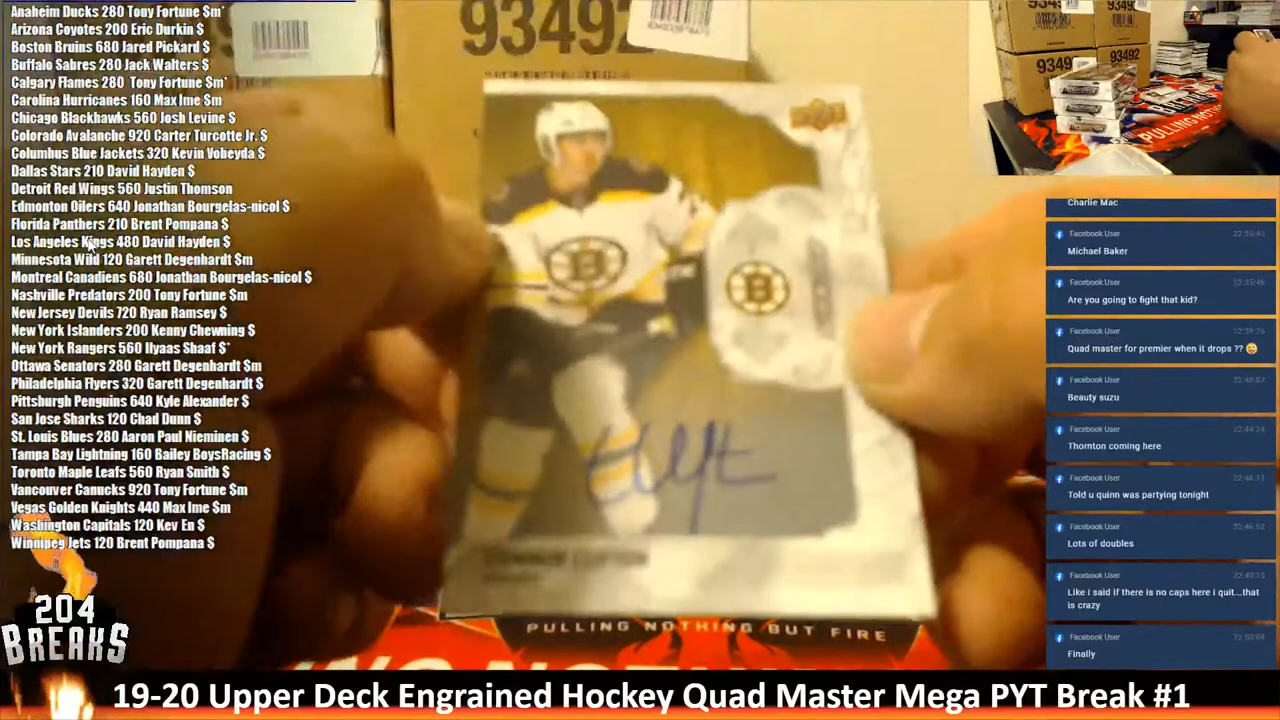 Anaheim Ducks 280 Tony Fortune $m*
Arizona Coyotes 200 Eric Durkin $
Boston Bruins 680 Jared Pickard $
Buffalo Sabres 280 Jack Walters $
Calgary Flames 280 Tony Fortune $m*
Carolina Hurricanes 160 Max Ime $m
Chicago Blackhawks 560 Josh Levine $
Colorado Avalanche 920 Carter Turcotte Jr. $
Columbus Blue Jackets 320 Kevin Vobeyda $
Dallas Stars 210 David Hayden $
Detroit Red Wings 560 Justin Thomson
Edmonton Oilers 640 Jonathan Bourgelas-nicol $
Florida Panthers 210 Brent Pompana $
Los Angeles Kings 480 David Hayden $
Minnesota Wild 120 Garett Degenhardt $m
Montreal Canadiens 680 Jonathan Bourgelas-nicol $
Nashville Predators 200 Tony Fortune $m
New Jersey Devils 720 Ryan Ramsey $
New York Islanders 200 Kenny Chewning $
New York Rangers 560 Ilyaas Shaaf $*
Ottawa Senators 280 Garett Degenhardt $m
Philadelphia Flyers 320 Garett Degenhardt $
Pittsburgh Penguins 640 Kyle Alexander $
San Jose Sharks 120 Chad Dunn $
St. Louis Blues 280 Aaron Paul Nieminen $
Tampa Bay Lightning 160 Bailey BoysRacing $
Toronto Maple Leafs 560 Ryan Smith $
Vancouver Canucks 920 Tony Fortune $m
Vegas Golden Knights 440 Max Ime $m
Washington Capitals 120 Kev En $
Winnipeg Jets 120 Brent Pompana $
204
BREAKS
93492
B
B
PULLING NOTHING BUT FIRE
93492
93492
PULLING
Charlie Mac
Facebook User
Michael Baker
Facebook User
Are you going to fight that kid?
Facebook User
Quad master for premier when it drops ?? 😜
Facebook User
Beauty suzu
Facebook User
Thornton coming here
Facebook User
Told u quinn was partying tonight
Facebook User
Lots of doubles
Facebook User
Like i said if there is no caps here i quit...that
is crazy
Facebook User
Finally
19-20 Upper Deck Engrained Hockey Quad Master Mega PYT Break #1